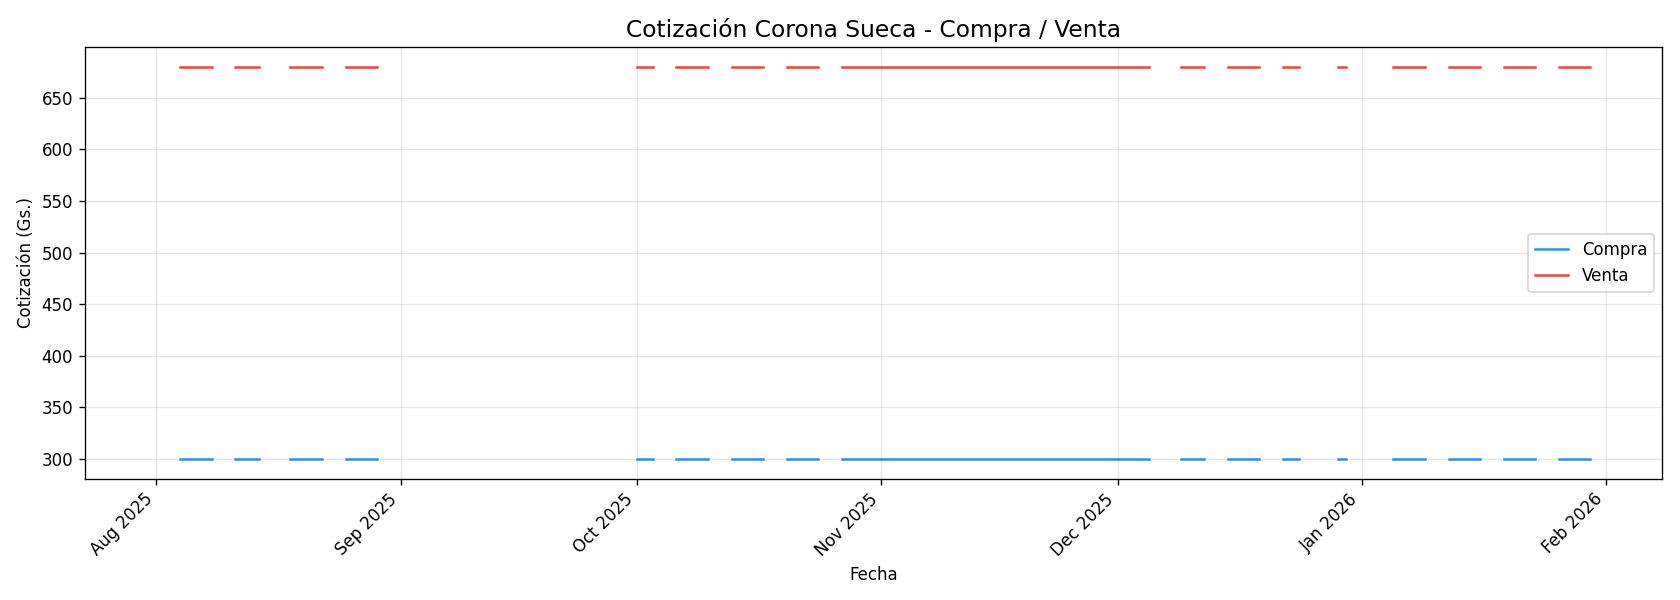 Cotización Corona Sueca - Compra / Venta
Cotización (Gs.)
650
600
550
500
450
400
350
300
Compra
Venta
Aug 2025
Sep 2025
Oct 2025
Nov 2025
Dec 2025
Jan 2026
Feb 2026
Fecha